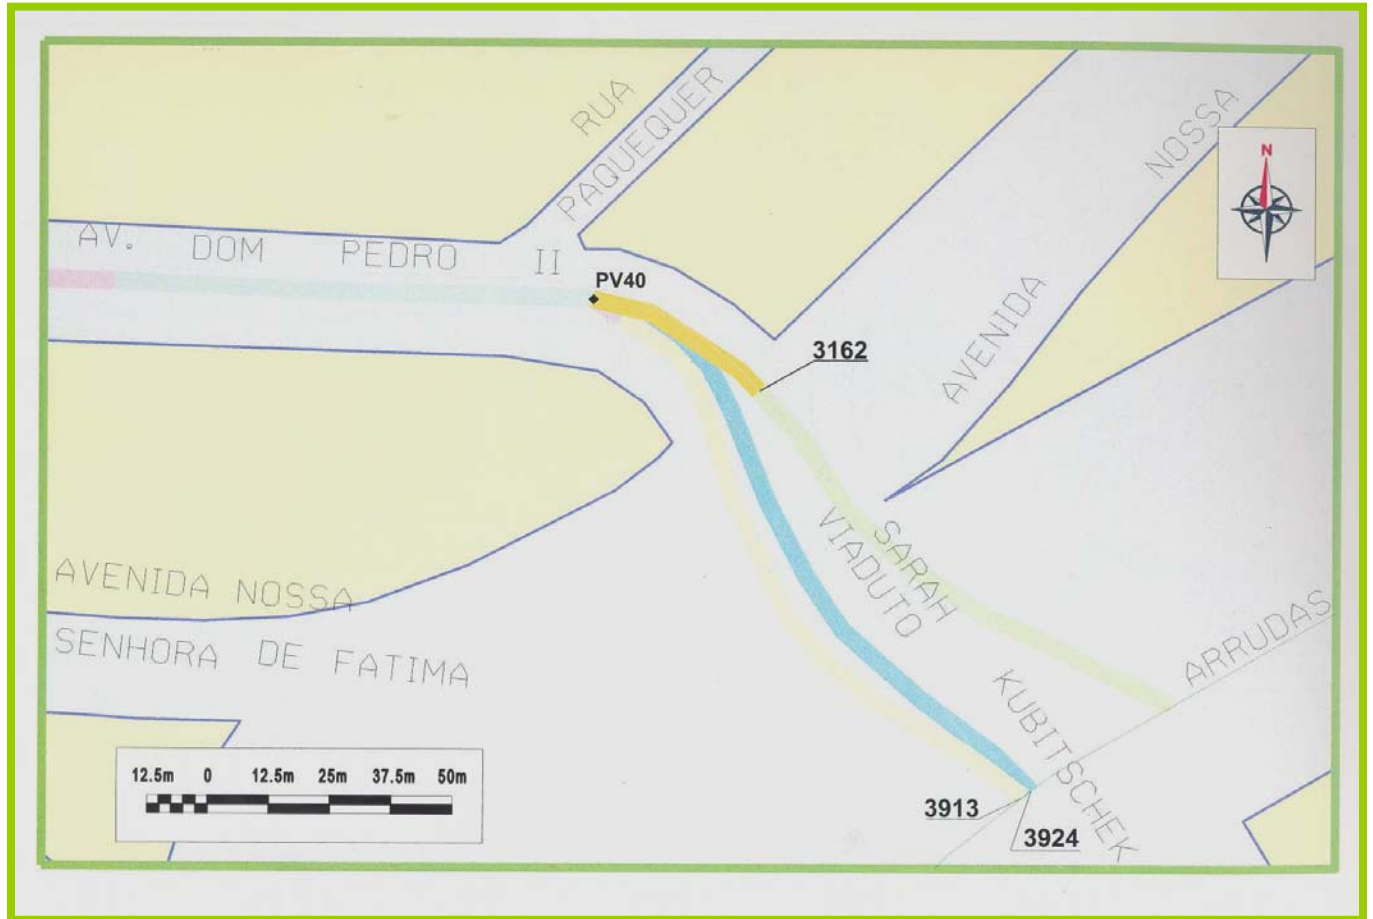 RUA
PAQUEQUER
NOSSA
AVENIDA
N
AV. DOM PEDRO II
PV40
3162
VIADUTO
SARAH
KUBITSCHEK
ARRUDAS
AVENIDA NOSSA
SENHORA DE FATIMA
12.5m 0 12.5m 25m 37.5m 50m
3913
3924